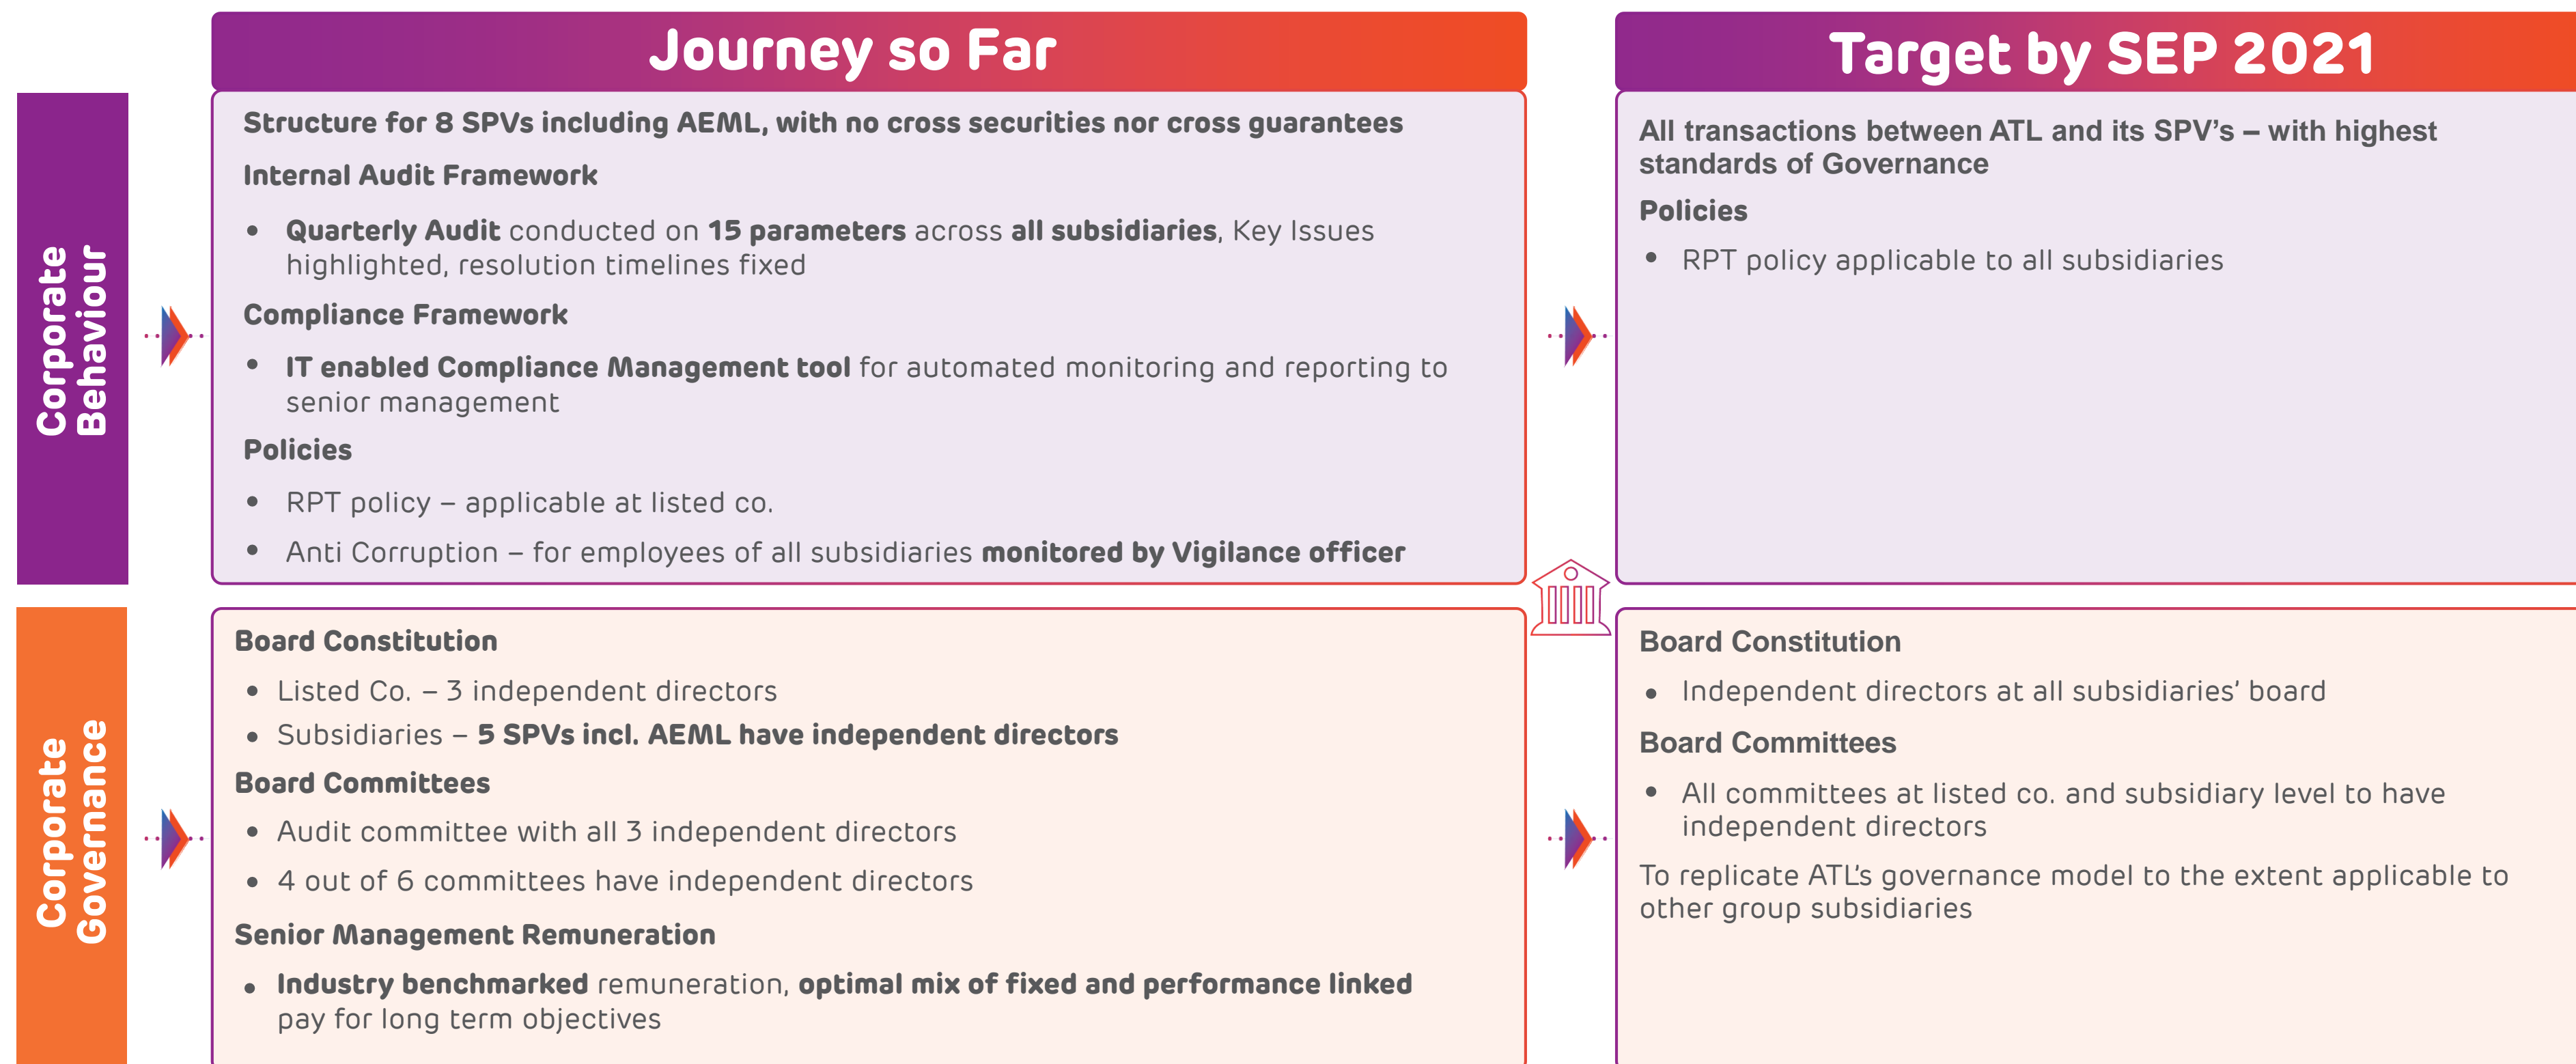 Journey so Far
Target by SEP 2021
Corporate
Behaviour
Structure for 8 SPVs including AEML, with no cross securities nor cross guarantees
Internal Audit Framework
• Quarterly Audit conducted on 15 parameters across all subsidiaries, Key Issues
highlighted, resolution timelines fixed
Compliance Framework
• IT enabled Compliance Management tool for automated monitoring and reporting to
senior management
Policies
• RPT policy – applicable at listed co.
• Anti Corruption – for employees of all subsidiaries monitored by Vigilance officer
All transactions between ATL and its SPV’s – with highest
standards of Governance
Policies
• RPT policy applicable to all subsidiaries
Corporate
Governance
Board Constitution
• Listed Co. – 3 independent directors
• Subsidiaries – 5 SPVs incl. AEML have independent directors
Board Committees
• Audit committee with all 3 independent directors
• 4 out of 6 committees have independent directors
Senior Management Remuneration
• Industry benchmarked remuneration, optimal mix of fixed and performance linked
pay for long term objectives
Board Constitution
• Independent directors at all subsidiaries’ board
Board Committees
• All committees at listed co. and subsidiary level to have
independent directors
To replicate ATL’s governance model to the extent applicable to
other group subsidiaries